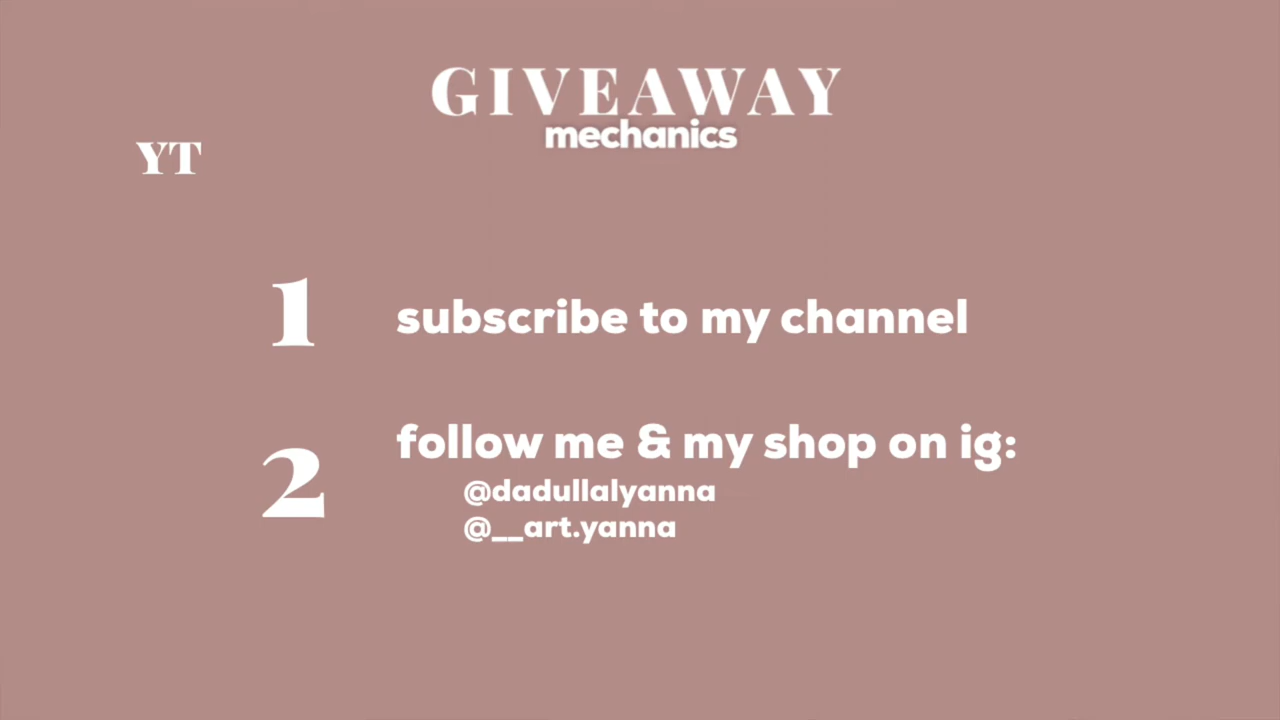 GIVEAWAY
mechanics
YT
1 subscribe to my channel
2 follow me & my shop on ig:
@dadullalyanna
@__art.yanna